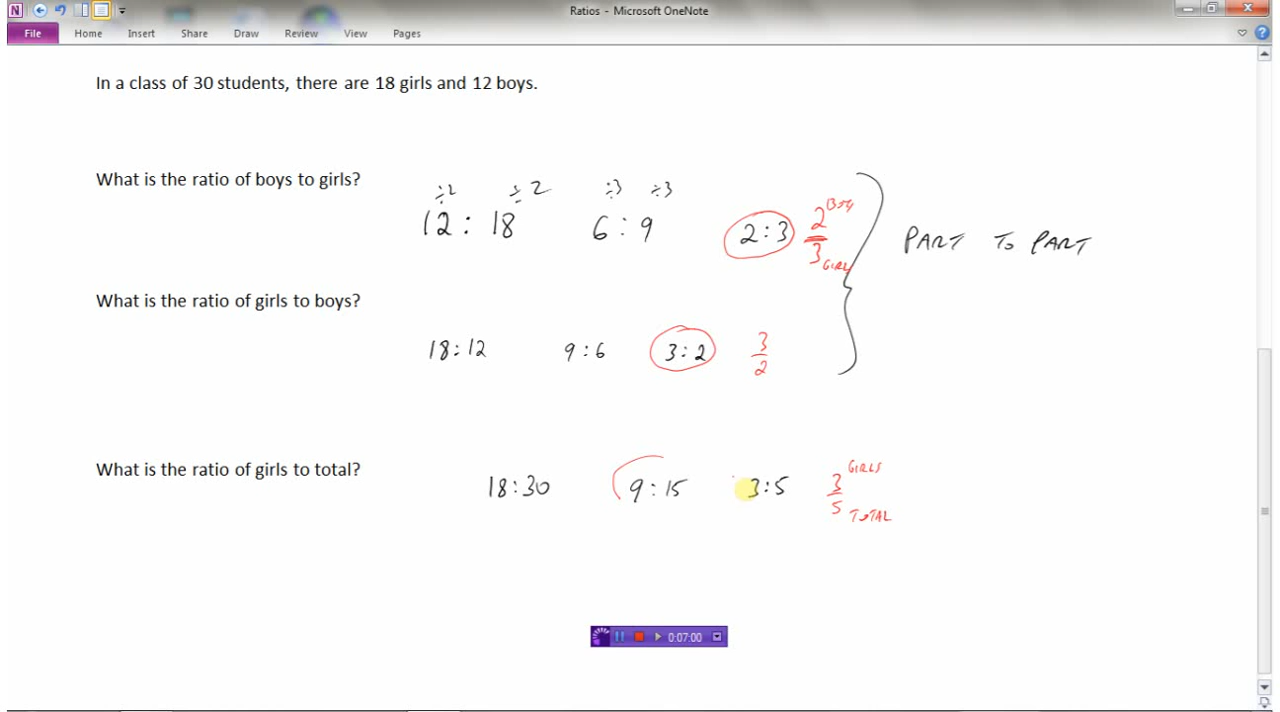 Ratios - Microsoft OneNote
File Home Insert Share Draw Review View Pages
In a class of 30 students, there are 18 girls and 12 boys.
What is the ratio of boys to girls?
÷2 ÷2 ÷3 ÷3
12 : 18 6 : 9 2 : 3 2 BOY
3 GIRL
PART TO PART
What is the ratio of girls to boys?
18 : 12 9 : 6 3 : 2 3
2
What is the ratio of girls to total?
18 : 30 9 : 15 3 : 5 3 GIRLS
5 TOTAL
0:07:00